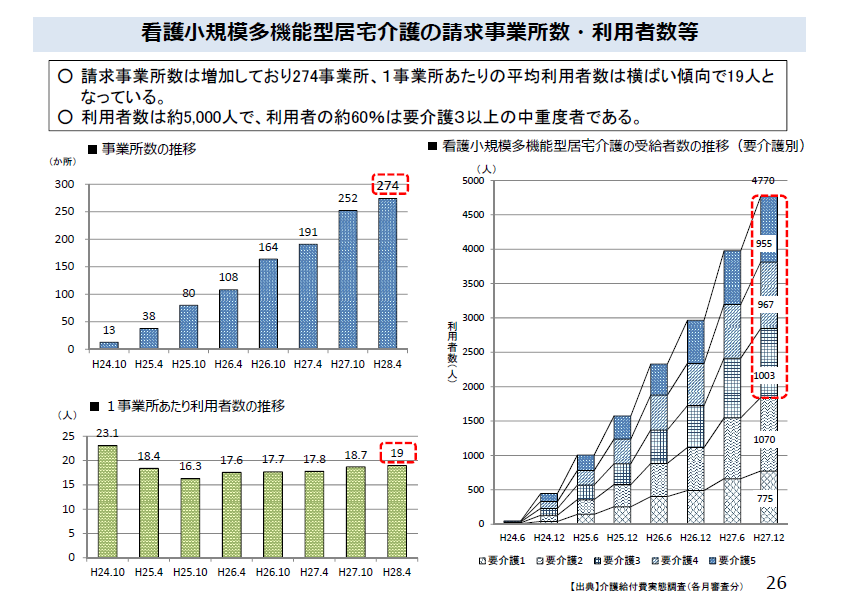 看護小規模多機能型居宅介護の請求事業所数・利用者数等
○ 請求事業所数は増加しており274事業所、1事業所あたりの平均利用者数は横ばい傾向で19人と
なっている。
○ 利用者数は約5,000人で、利用者の約60%は要介護3以上の中重度者である。
■ 事業所数の推移
(か所)
300
250
200
150
100
50
0
13
38
80
108
164
191
252
274
H24.10 H25.4 H25.10 H26.4 H26.10 H27.4 H27.10 H28.4
■ 1事業所あたり利用者数の推移
(人)
25
20
15
10
5
0
23.1
18.4
16.3
17.6
17.7
17.8
18.7
19
H24.10 H25.4 H25.10 H26.4 H26.10 H27.4 H27.10 H28.4
■ 看護小規模多機能型居宅介護の受給者数の推移(要介護別)
(人)
利用者数(人)
5000
4500
4000
3500
3000
2500
2000
1500
1000
500
0
4770
955
967
1003
1070
775
H24.6 H24.12 H25.6 H25.12 H26.6 H26.12 H27.6 H27.12
要介護1 要介護2 要介護3 要介護4 要介護5
【出典】介護給付費実態調査(各月審査分)
26